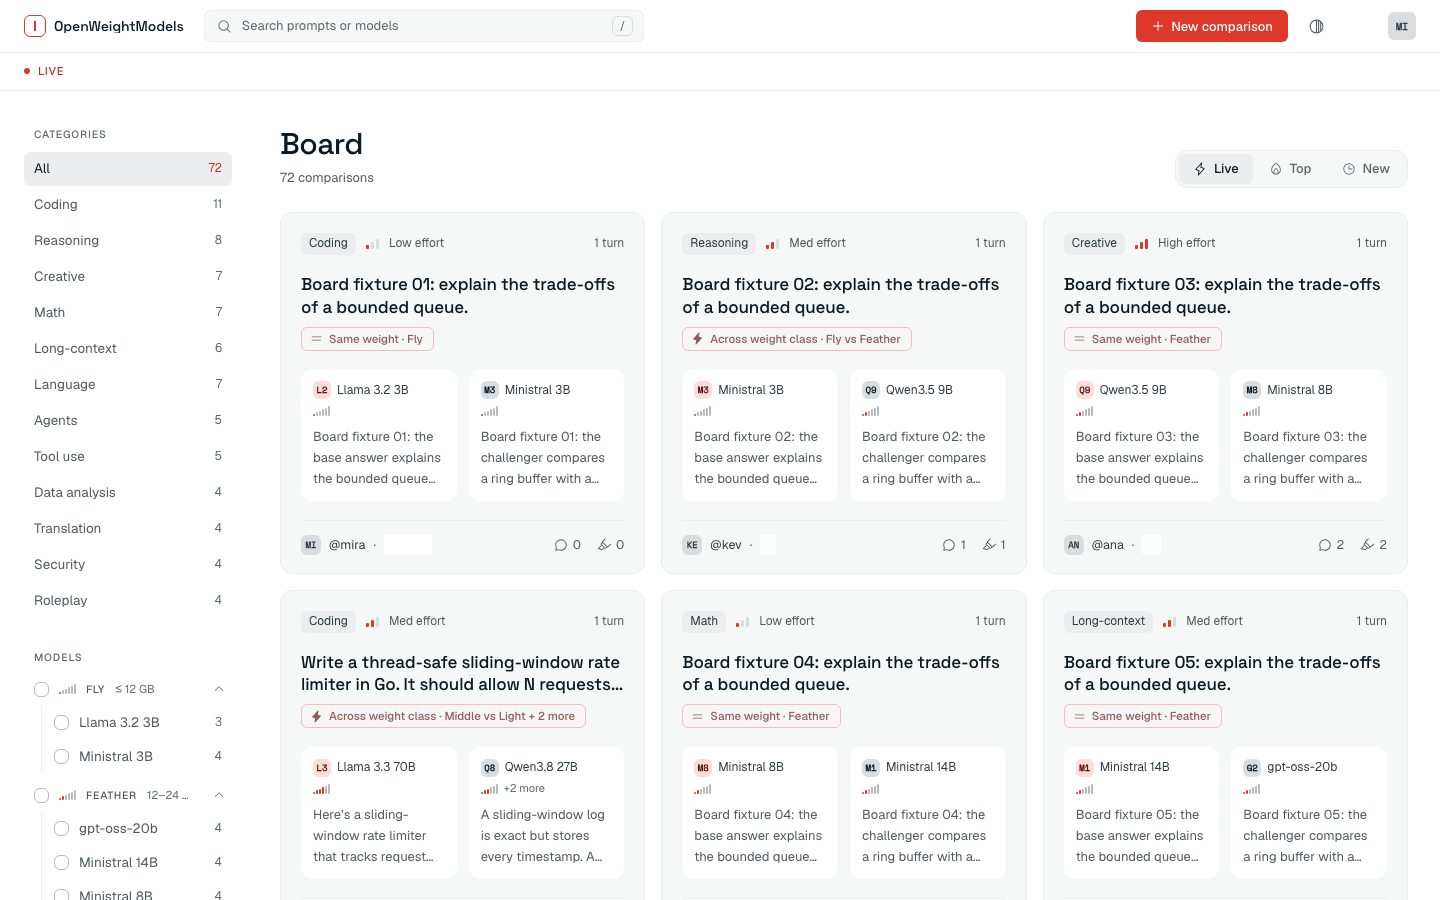 OpenWeightModels
Search prompts or models
/
New comparison
MI
LIVE
CATEGORIES
All 72
Coding 11
Reasoning 8
Creative 7
Math 7
Long-context 6
Language 7
Agents 5
Tool use 5
Data analysis 4
Translation 4
Security 4
Roleplay 4
MODELS
FLY ≤ 12 GB
Llama 3.2 3B 3
Ministral 3B 4
FEATHER 12–24 …
gpt-oss-20b 4
Ministral 14B 4
Ministral 8B 4
Board
72 comparisons
Live
Top
New
Coding Low effort 1 turn
Board fixture 01: explain the trade-offs
of a bounded queue.
Same weight · Fly
L2 Llama 3.2 3B
Board fixture 01: the
base answer explains
the bounded queue…
M3 Ministral 3B
Board fixture 01: the
challenger compares
a ring buffer with a…
MI @mira · 0 0
Reasoning Med effort 1 turn
Board fixture 02: explain the trade-offs
of a bounded queue.
Across weight class · Fly vs Feather
M3 Ministral 3B
Board fixture 02: the
base answer explains
the bounded queue…
Q9 Qwen3.5 9B
Board fixture 02: the
challenger compares
a ring buffer with a…
KE @kev · 1 1
Creative High effort 1 turn
Board fixture 03: explain the trade-offs
of a bounded queue.
Same weight · Feather
Q9 Qwen3.5 9B
Board fixture 03: the
base answer explains
the bounded queue…
M8 Ministral 8B
Board fixture 03: the
challenger compares
a ring buffer with a…
AN @ana · 2 2
Coding Med effort 1 turn
Write a thread-safe sliding-window rate
limiter in Go. It should allow N requests…
Across weight class · Middle vs Light + 2 more
L3 Llama 3.3 70B
Here's a sliding-
window rate limiter
that tracks request…
Q8 Qwen3.8 27B
+2 more
A sliding-window log
is exact but stores
every timestamp. A…
Math Low effort 1 turn
Board fixture 04: explain the trade-offs
of a bounded queue.
Same weight · Feather
M8 Ministral 8B
Board fixture 04: the
base answer explains
the bounded queue…
M1 Ministral 14B
Board fixture 04: the
challenger compares
a ring buffer with a…
Long-context Med effort 1 turn
Board fixture 05: explain the trade-offs
of a bounded queue.
Same weight · Feather
M1 Ministral 14B
Board fixture 05: the
base answer explains
the bounded queue…
G2 gpt-oss-20b
Board fixture 05: the
challenger compares
a ring buffer with a…